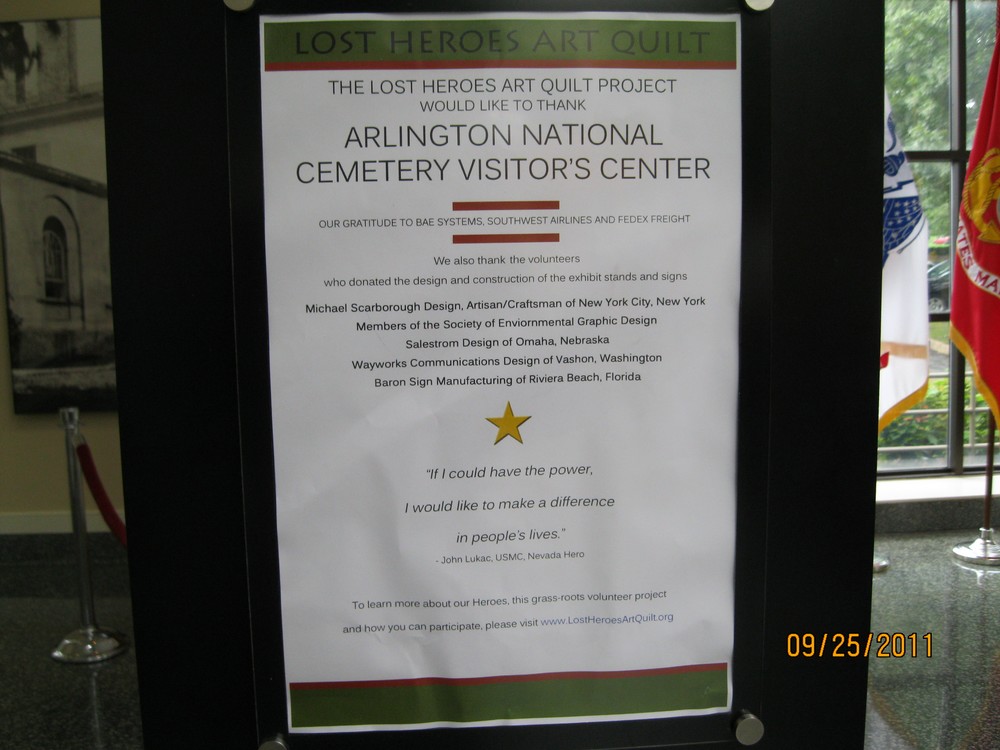 LOST HEROES ART QUILT
THE LOST HEROES ART QUILT PROJECT
WOULD LIKE TO THANK
ARLINGTON NATIONAL
CEMETERY VISITOR'S CENTER
OUR GRATITUDE TO BAE SYSTEMS, SOUTHWEST AIRLINES AND FEDEX FREIGHT
We also thank the volunteers
who donated the design and construction of the exhibit stands and signs
Michael Scarborough Design, Artisan/Craftsman of New York City, New York
Members of the Society of Enviornmental Graphic Design
Salestrom Design of Omaha, Nebraska
Wayworks Communications Design of Vashon, Washington
Baron Sign Manufacturing of Riviera Beach, Florida
"If I could have the power,
I would like to make a difference
in people's lives."
- John Lukac, USMC, Nevada Hero
To learn more about our Heroes, this grass-roots volunteer project
and how you can participate, please visit www.LostHeroesArtQuilt.org
09/25/2011